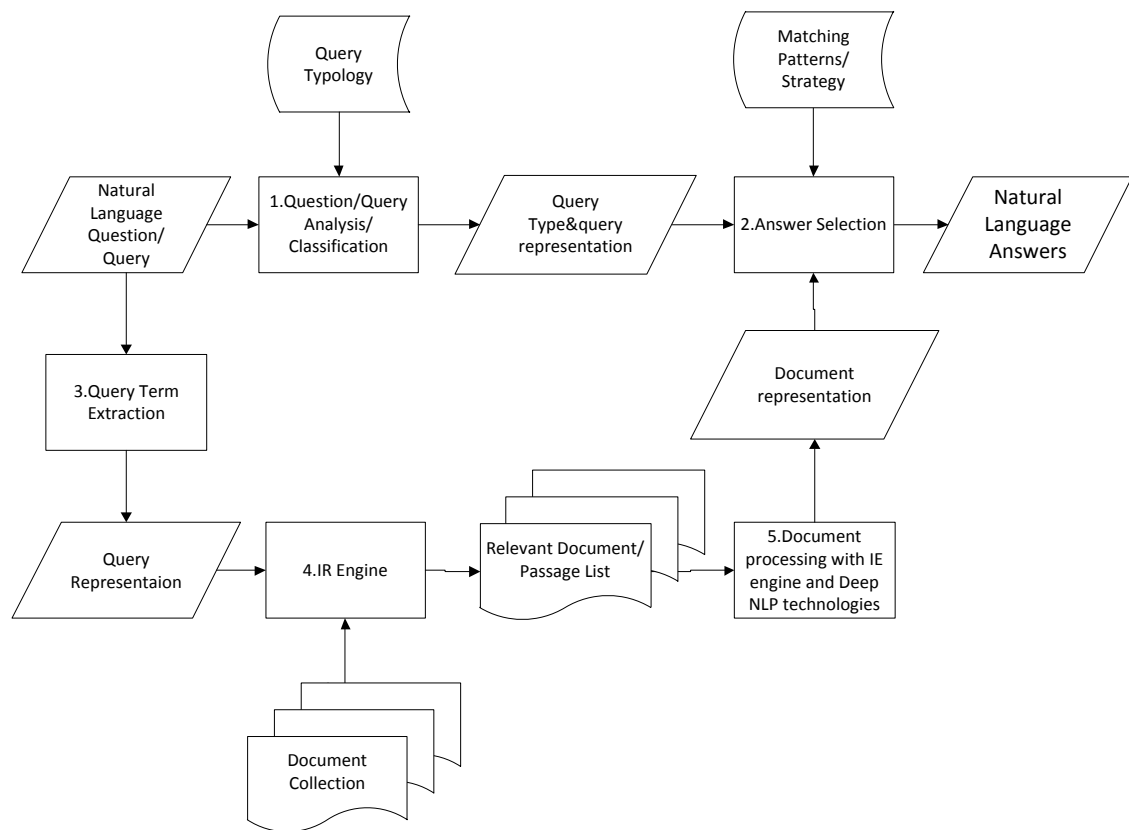 Query
Typology
Matching
Patterns/
Strategy
Natural
Language
Question/
Query
1.Question/Query
Analysis/
Classification
Query
Type&query
representation
2.Answer Selection
Natural
Language
Answers
3.Query Term
Extraction
Document
representation
Query
Representaion
4.IR Engine
Relevant Document/
Passage List
5.Document
processing with IE
engine and Deep
NLP technologies
Document
Collection